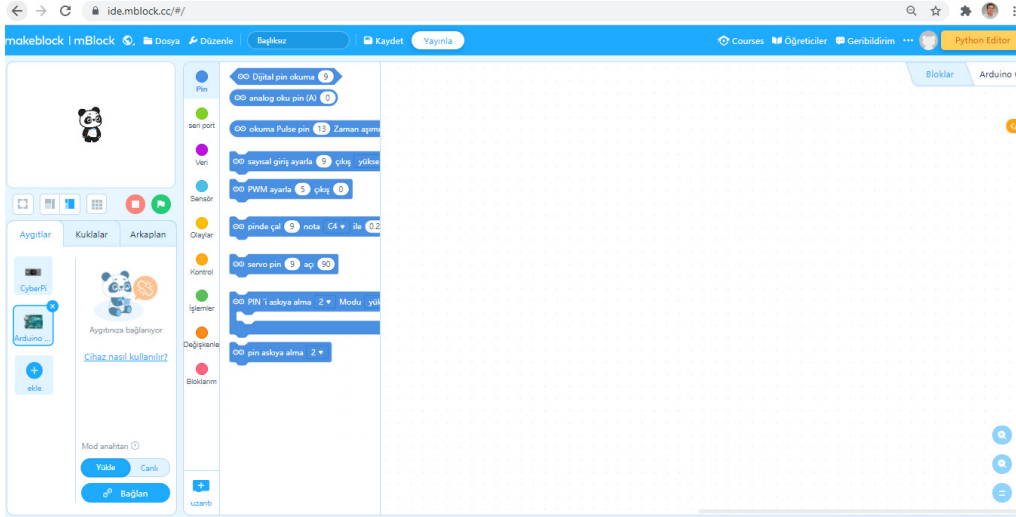 ide.mblock.cc/#/
makeblock | mBlock Dosya Düzenle Başlıksız Kaydet Yayınla Courses Öğreticiler Geribildirim ... Python Editor
Bloklar Arduino
Aygıtlar Kuklalar Arkaplan
CyberPi
Arduino ...
ekle
Aygıtınıza bağlanıyor
Cihaz nasıl kullanılır?
Mod anahtarı
Yükle Canlı
Bağlan
Pin
seri port
Veri
Sensör
Olaylar
Kontrol
İşlemler
Değişkenle
Bloklarım
uzantı
Dijital pin okuma 9
analog oku pin (A) 0
okuma Pulse pin 13 Zaman aşımı
sayısal giriş ayarla 9 çıkış yükse
PWM ayarla 5 çıkış 0
pinde çal 9 nota C4 ile 0.2
servo pin 9 açı 90
PIN 'i askıya alma 2 Modu yük
pin askıya alma 2